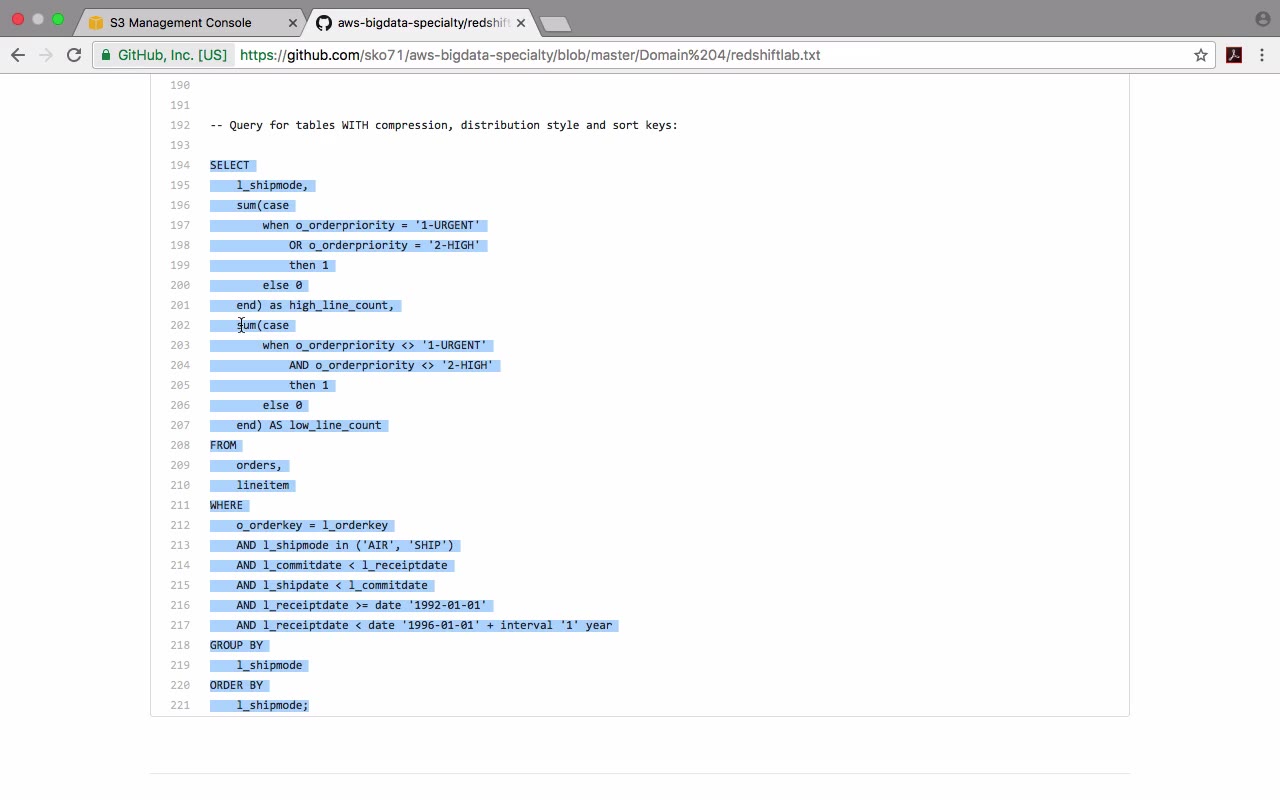 S3 Management Console
aws-bigdata-specialty/redshift
GitHub, Inc. [US]
https://github.com/sko71/aws-bigdata-specialty/blob/master/Domain%204/redshiftlab.txt
190
191
192 -- Query for tables WITH compression, distribution style and sort keys:
193
194 SELECT
195 l_shipmode,
196 sum(case
197 when o_orderpriority = '1-URGENT'
198 OR o_orderpriority = '2-HIGH'
199 then 1
200 else 0
201 end) as high_line_count,
202 sum(case
203 when o_orderpriority <> '1-URGENT'
204 AND o_orderpriority <> '2-HIGH'
205 then 1
206 else 0
207 end) AS low_line_count
208 FROM
209 orders,
210 lineitem
211 WHERE
212 o_orderkey = l_orderkey
213 AND l_shipmode in ('AIR', 'SHIP')
214 AND l_commitdate < l_receiptdate
215 AND l_shipdate < l_commitdate
216 AND l_receiptdate >= date '1992-01-01'
217 AND l_receiptdate < date '1996-01-01' + interval '1' year
218 GROUP BY
219 l_shipmode
220 ORDER BY
221 l_shipmode;